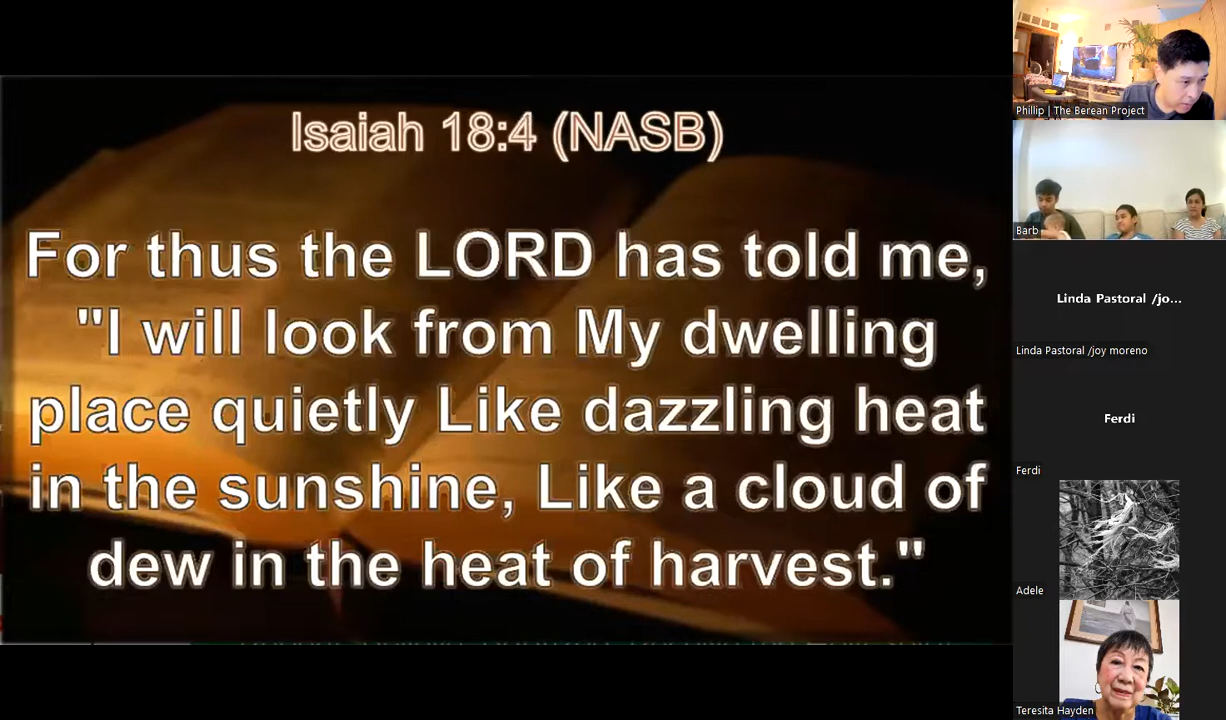 Isaiah 18:4 (NASB)
For thus the LORD has told me,
"I will look from My dwelling
place quietly Like dazzling heat
in the sunshine, Like a cloud of
dew in the heat of harvest."
Phillip | The Berean Project
Barb
Linda Pastoral /jo...
Linda Pastoral /joy moreno
Ferdi
Ferdi
Adele
Teresita Hayden